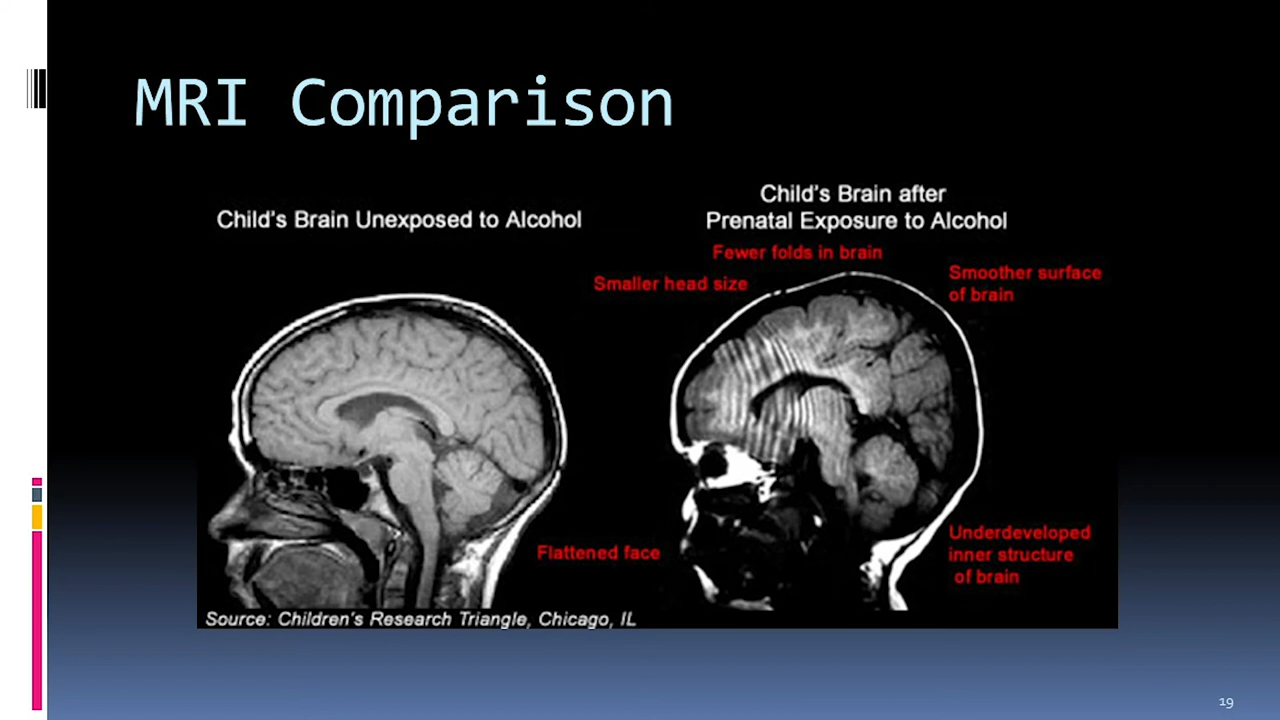 MRI Comparison
Child's Brain Unexposed to Alcohol
Child's Brain after
Prenatal Exposure to Alcohol
Fewer folds in brain
Smaller head size
Smoother surface
of brain
Flattened face
Underdeveloped
inner structure
of brain
Source: Children's Research Triangle, Chicago, IL
19